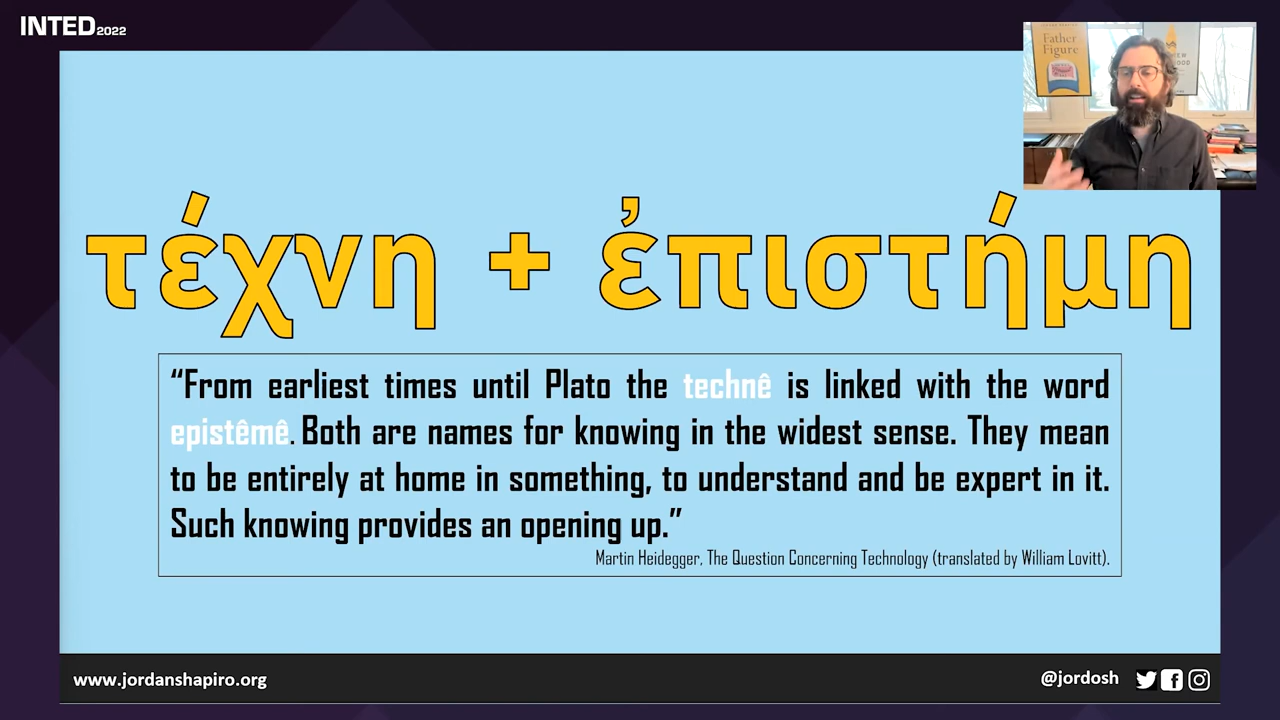 INTED2022
Father
Figure
τέχνη + ἐπιστήμη
“From earliest times until Plato the technê is linked with the word
epistêmê. Both are names for knowing in the widest sense. They mean
to be entirely at home in something, to understand and be expert in it.
Such knowing provides an opening up.”
Martin Heidegger, The Question Concerning Technology (translated by William Lovitt).
www.jordanshapiro.org
@jordosh